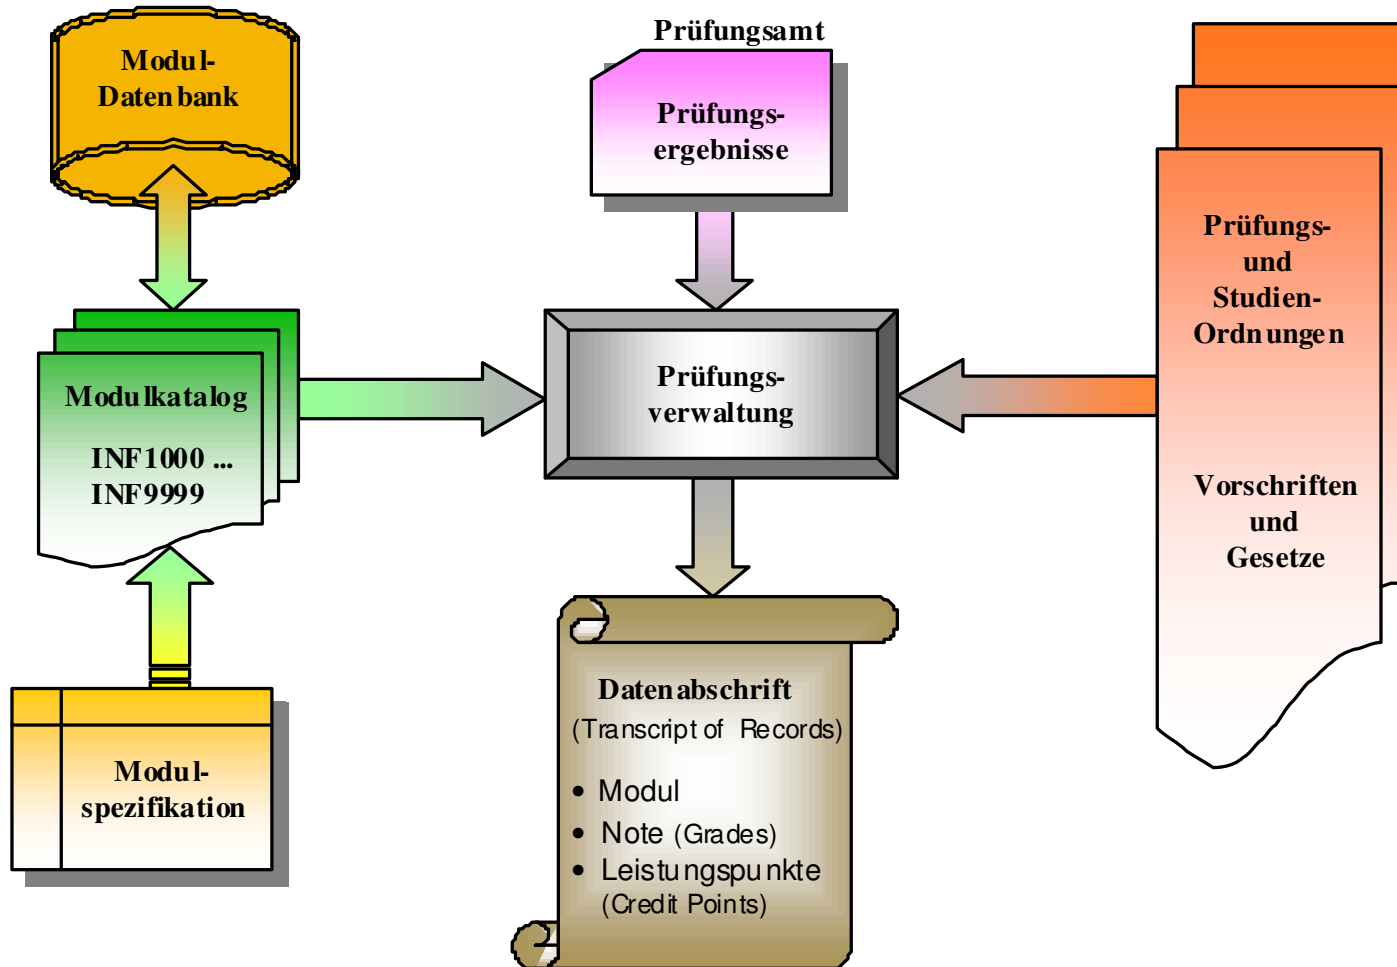 Modul-
Datenbank
Prüfungsamt
Prüfungs-
ergebnisse
Prüfungs-
und
Studien-
Ordnungen
Vorschriften
und
Gesetze
Modulkatalog
INF1000 ...
INF9999
Prüfungs-
verwaltung
Modul-
spezifikation
Datenabschrift
(Transcript of Records)
• Modul
• Note (Grades)
• Leistungspunkte
(Credit Points)